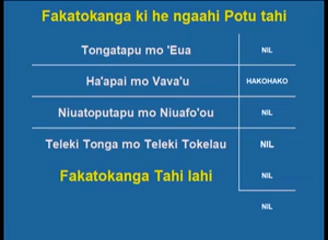 Fakatokanga ki he ngaahi Potu tahi
Tongatapu mo 'Eua NIL
Ha'apai mo Vava'u HAKOHAKO
Niuatoputapu mo Niuafo'ou NIL
Teleki Tonga mo Teleki Tokelau NIL
Fakatokanga Tahi lahi NIL
NIL